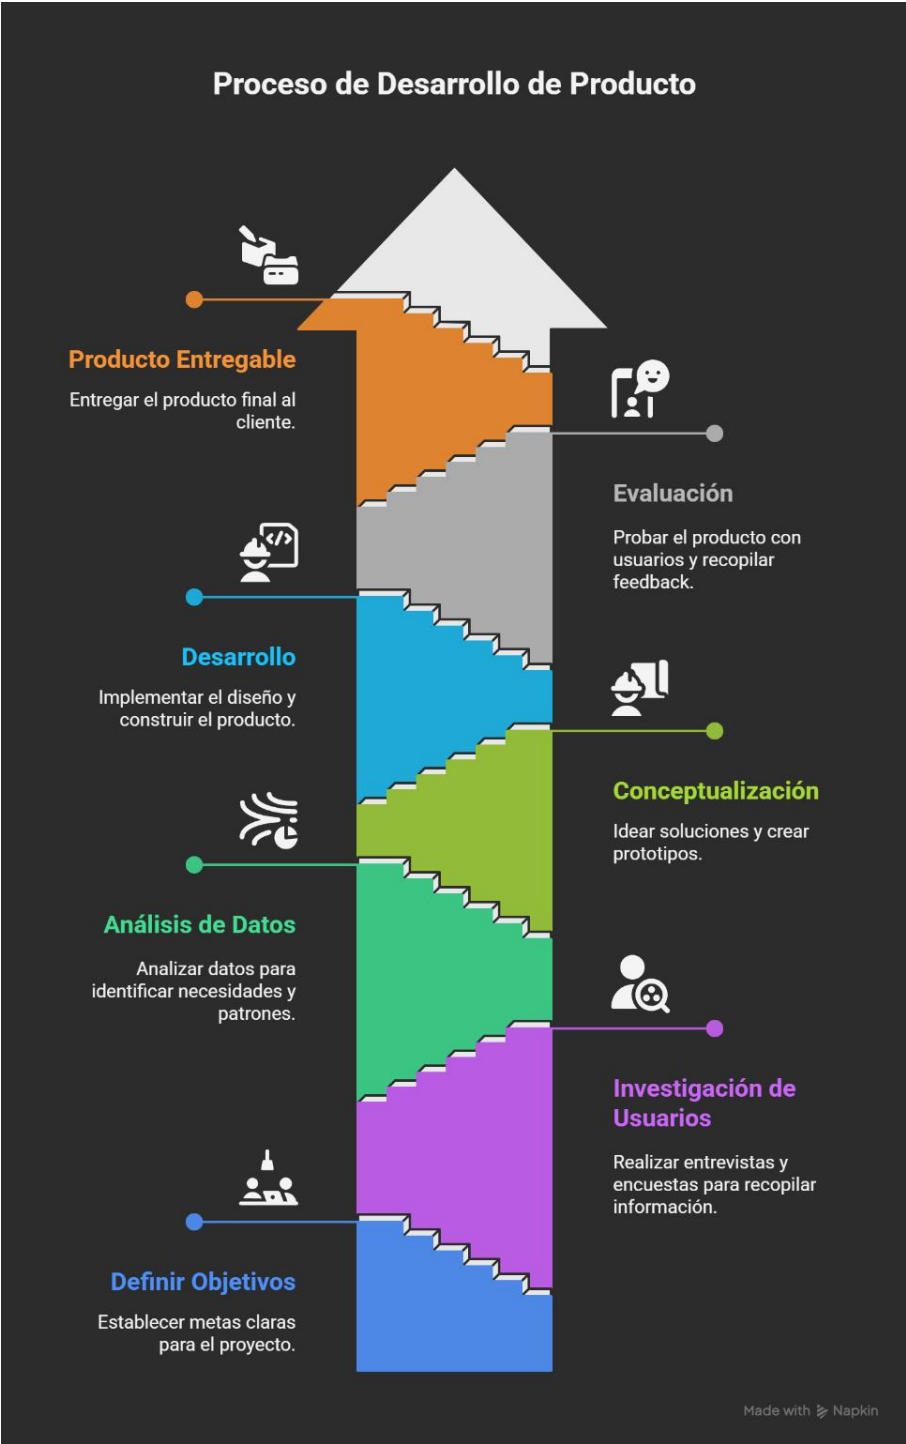 Proceso de Desarrollo de Producto
Producto Entregable
Entregar el producto final al
cliente.
Evaluación
Probar el producto con
usuarios y recopilar
feedback.
Desarrollo
Implementar el diseño y
construir el producto.
Conceptualización
Idear soluciones y crear
prototipos.
Análisis de Datos
Analizar datos para
identificar necesidades y
patrones.
Investigación de
Usuarios
Realizar entrevistas y
encuestas para recopilar
información.
Definir Objetivos
Establecer metas claras
para el proyecto.
Made with Napkin